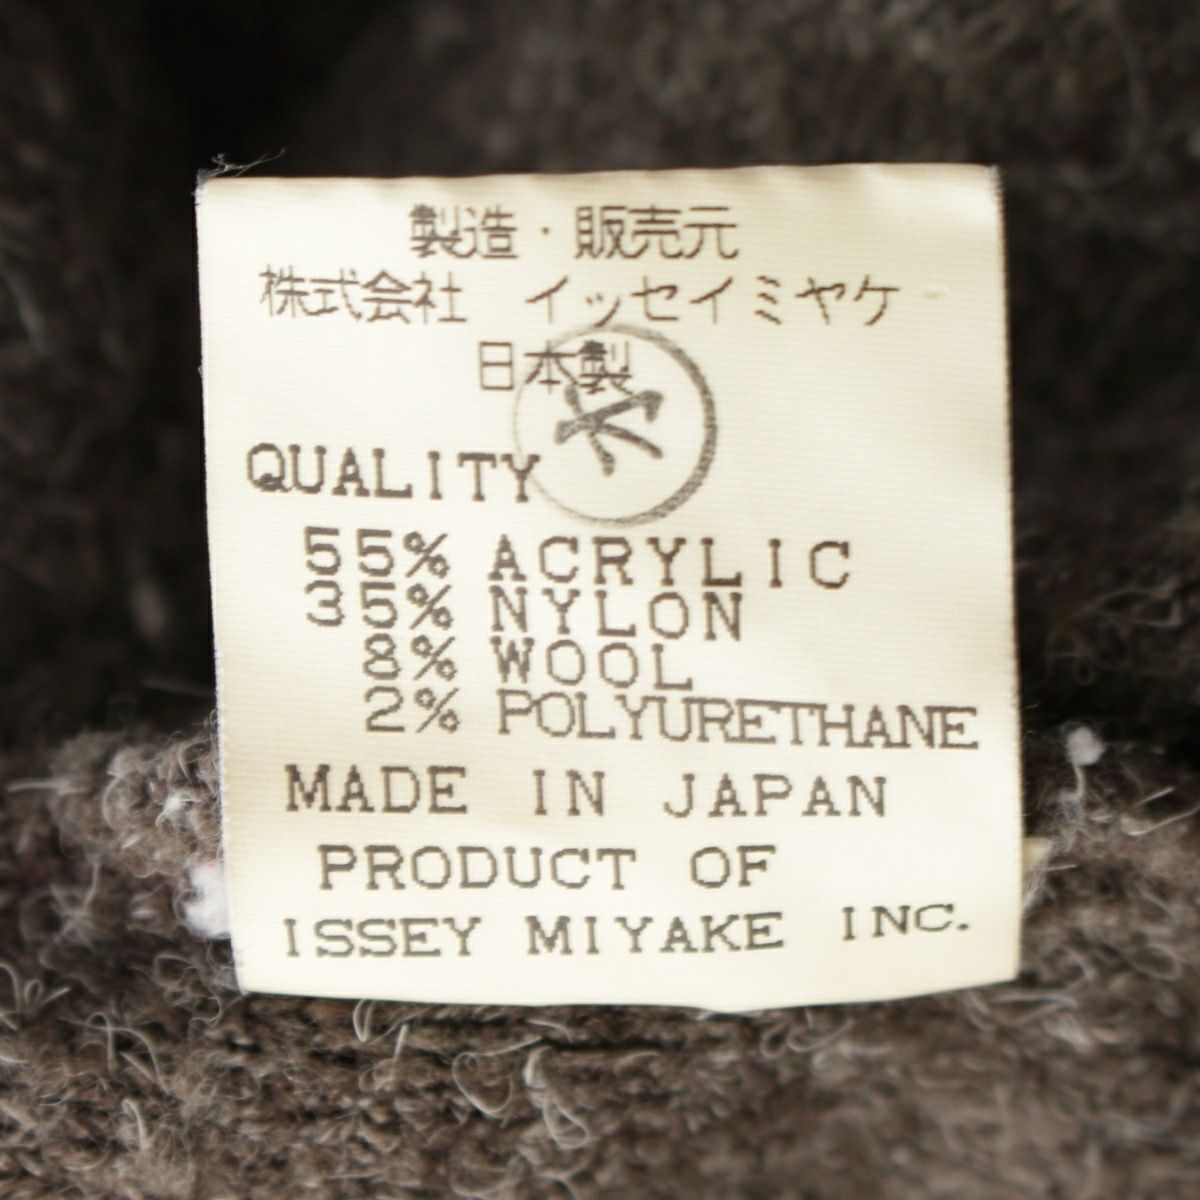 製造・販売元
株式会社 イッセイミヤケ
日本製
QUALITY
55% ACRYLIC
35% NYLON
8% WOOL
2% POLYURETHANE
MADE IN JAPAN
PRODUCT OF
ISSEY MIYAKE INC.